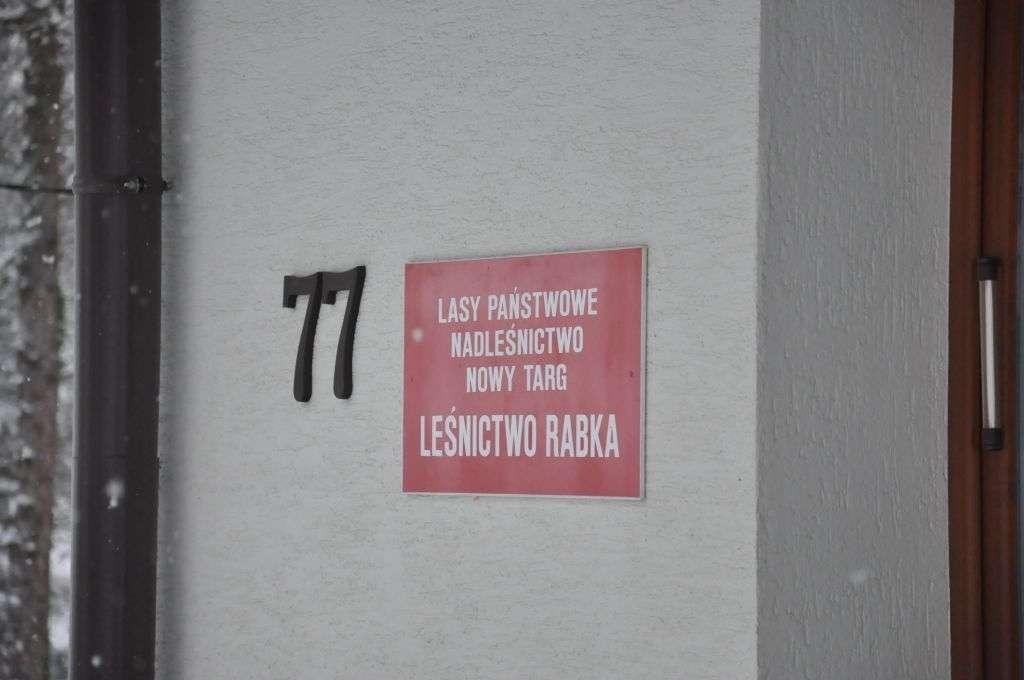 77
LASY PAŃSTWOWE
NADLEŚNICTWO
NOWY TARG
LEŚNICTWO RABKA